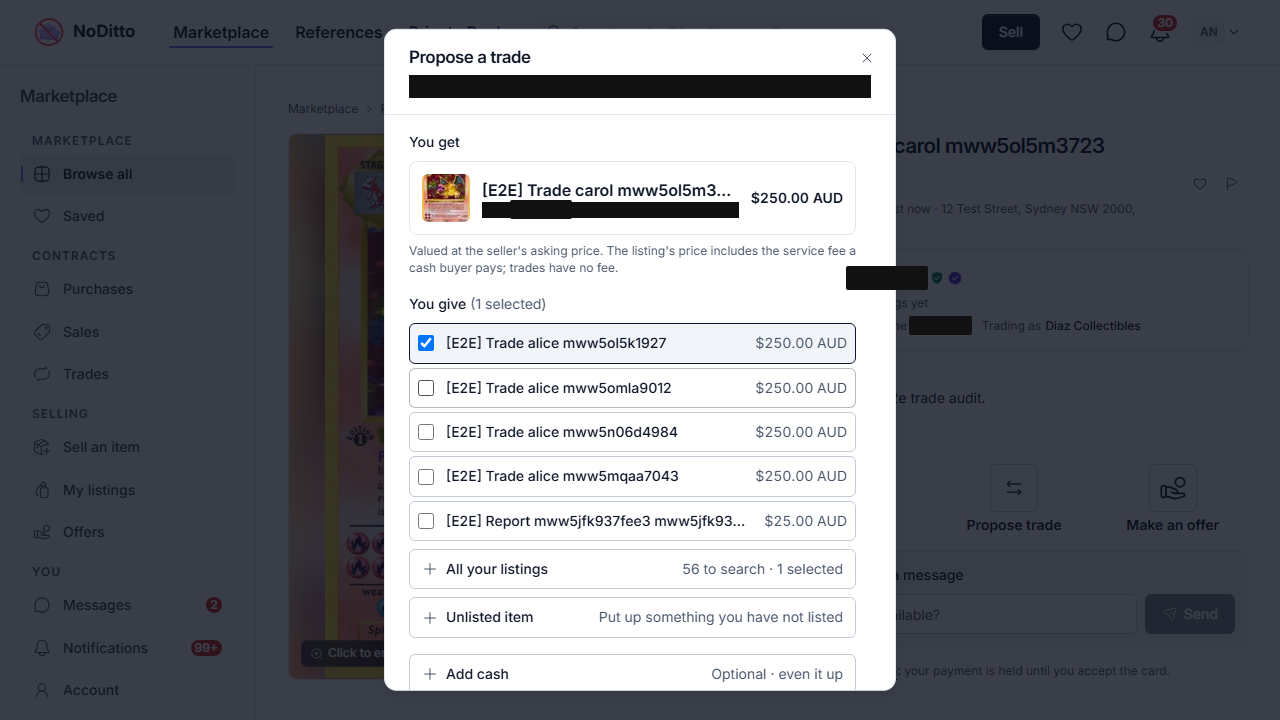 NoDitto
Marketplace
References
Sell
30
AN
Marketplace
MARKETPLACE
Browse all
Saved
CONTRACTS
Purchases
Sales
Trades
SELLING
Sell an item
My listings
Offers
YOU
Messages
2
Notifications
99+
Account
Marketplace
Propose a trade
You get
[E2E] Trade carol mww5ol5m3...
$250.00 AUD
Valued at the seller's asking price. The listing's price includes the service fee a
cash buyer pays; trades have no fee.
You give (1 selected)
[E2E] Trade alice mww5ol5k1927
$250.00 AUD
[E2E] Trade alice mww5omla9012
$250.00 AUD
[E2E] Trade alice mww5n06d4984
$250.00 AUD
[E2E] Trade alice mww5mqaa7043
$250.00 AUD
[E2E] Report mww5jfk937fee3 mww5jfk93...
$25.00 AUD
All your listings
56 to search · 1 selected
Unlisted item
Put up something you have not listed
Add cash
Optional · even it up
carol mww5ol5m3723
st now · 12 Test Street, Sydney NSW 2000,
gs yet
Trading as Diaz Collectibles
trade audit.
Propose trade
Make an offer
a message
ailable?
Send
your payment is held until you accept the card.
Click to